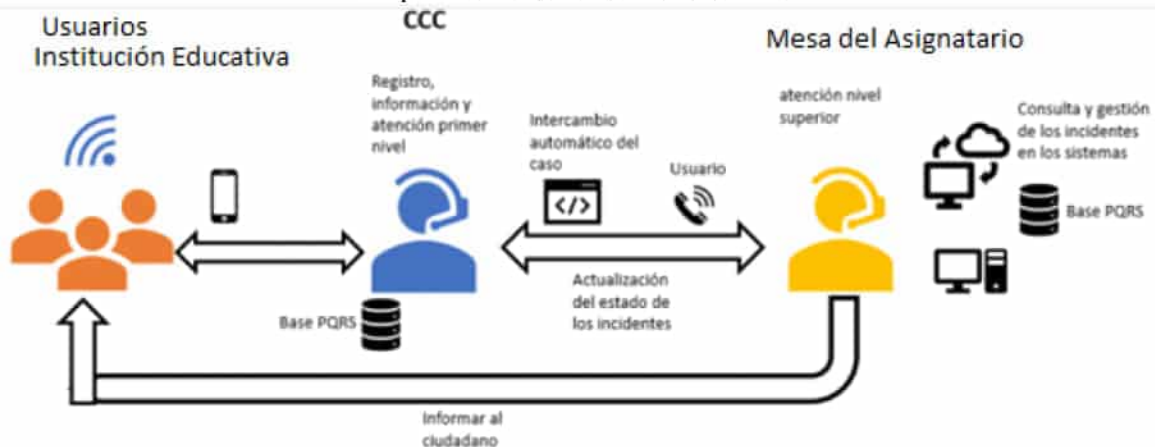 CCC
Usuarios
Institución Educativa
Mesa del Asignatario
Registro,
información y
atención primer
nivel
Intercambio
automático del
caso
Usuario
atención nivel
superior
Consulta y gestión
de los incidentes
en los sistemas
</>
Base PQRS
Actualización
del estado de
los incidentes
Base PQRS
Informar al
ciudadano